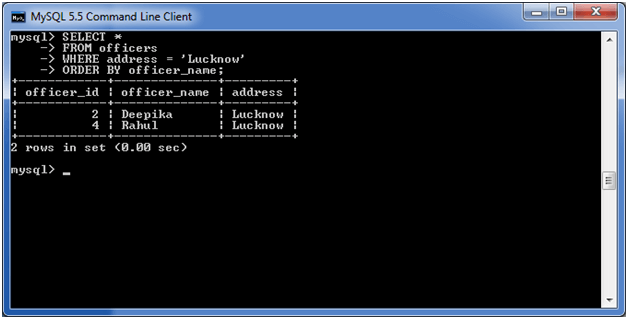 MySQL 5.5 Command Line Client
mysql> SELECT *
    -> FROM officers
    -> WHERE address = 'Lucknow'
    -> ORDER BY officer_name;
+------------+--------------+---------+
| officer_id | officer_name | address |
+------------+--------------+---------+
|          2 | Deepika      | Lucknow |
|          4 | Rahul        | Lucknow |
+------------+--------------+---------+
2 rows in set (0.00 sec)
mysql> _